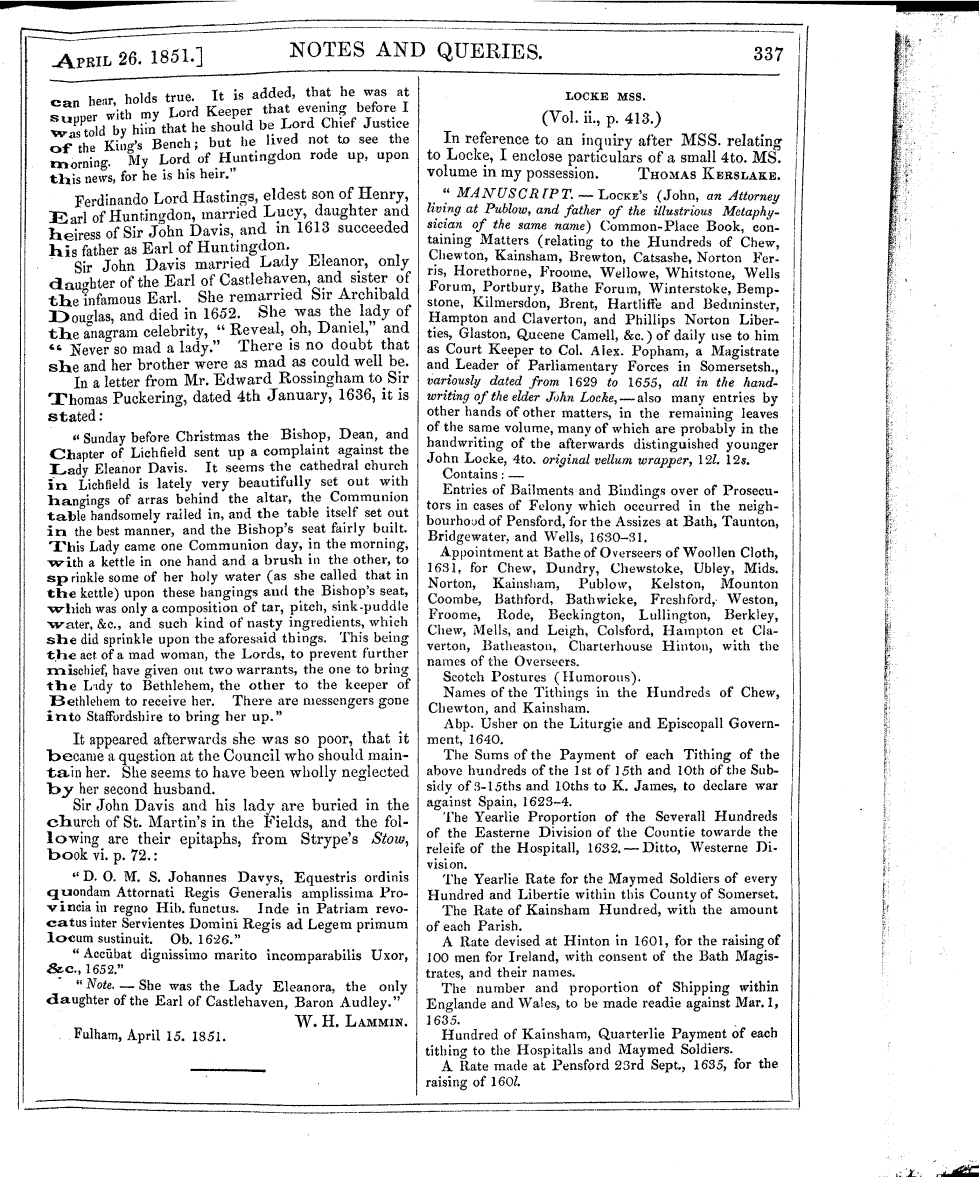 APRIL 26. 1851.] NOTES AND QUERIES. 337
can hear, holds true. It is added, that he was at
supper with my Lord Keeper that evening before I
was told by him that he should be Lord Chief Justice
of the King's Bench; but he lived not to see the
morning. My Lord of Huntingdon rode up, upon
this news, for he is his heir."
Ferdinando Lord Hastings, eldest son of Henry,
Earl of Huntingdon, married Lucy, daughter and
heiress of Sir John Davis, and in 1613 succeeded
his father as Earl of Huntingdon.
Sir John Davis married Lady Eleanor, only
daughter of the Earl of Castlehaven, and sister of
the infamous Earl. She remarried Sir Archibald
Douglas, and died in 1652. She was the lady of
the anagram celebrity, "Reveal, oh, Daniel," and
"Never so mad a lady." There is no doubt that
she and her brother were as mad as could well be.
In a letter from Mr. Edward Rossingham to Sir
Thomas Puckering, dated 4th January, 1636, it is
stated:
"Sunday before Christmas the Bishop, Dean, and
Chapter of Lichfield sent up a complaint against the
Lady Eleanor Davis. It seems the cathedral church
in Lichfield is lately very beautifully set out with
hangings of arras behind the altar, the Communion
table handsomely railed in, and the table itself set out
in the best manner, and the Bishop's seat fairly built.
This Lady came one Communion day, in the morning,
with a kettle in one hand and a brush in the other, to
sprinkle some of her holy water (as she called that in
the kettle) upon these hangings and the Bishop's seat,
which was only a composition of tar, pitch, sink-puddle
water, &c., and such kind of nasty ingredients, which
she did sprinkle upon the aforesaid things. This being
the act of a mad woman, the Lords, to prevent further
mischief, have given out two warrants, the one to bring
the Lady to Bethlehem, the other to the keeper of
Bethlehem to receive her. There are messengers gone
into Staffordshire to bring her up."
It appeared afterwards she was so poor, that it
became a question at the Council who should main-
tain her. She seems to have been wholly neglected
by her second husband.
Sir John Davis and his lady are buried in the
church of St. Martin's in the Fields, and the fol-
lowing are their epitaphs, from Strype's Stow,
book vi. p. 72.:
"D. O. M. S. Johannes Davys, Equestris ordinis
quondam Attornati Regis Generalis amplissima Pro-
vincia in regno Hib. functus. Inde in Patriam revo-
catus inter Servientes Domini Regis ad Legem primum
locum sustinuit. Ob. 1626."
"Accūbat dignissimo marito incomparabilis Uxor,
&c., 1652."
"Note. — She was the Lady Eleanora, the only
daughter of the Earl of Castlehaven, Baron Audley."
W. H. LAMMIN.
Fulham, April 15. 1851.
LOCKE MSS.
(Vol. ii., p. 413.)
In reference to an inquiry after MSS. relating
to Locke, I enclose particulars of a small 4to. MS.
volume in my possession. THOMAS KERSLAKE.
"MANUSCRIPT. — LOCKE's (John, an Attorney
living at Publow, and father of the illustrious Metaphy-
sician of the same name) Common-Place Book, con-
taining Matters (relating to the Hundreds of Chew,
Chewton, Kainsham, Brewton, Catsashe, Norton Fer-
ris, Horethorne, Froome, Wellowe, Whitstone, Wells
Forum, Portbury, Bathe Forum, Winterstoke, Bemp-
stone, Kilmersdon, Brent, Hartliffe and Bedminster,
Hampton and Claverton, and Phillips Norton Liber-
ties, Glaston, Queene Camell, &c.) of daily use to him
as Court Keeper to Col. Alex. Popham, a Magistrate
and Leader of Parliamentary Forces in Somersetsh.,
variously dated from 1629 to 1655, all in the hand-
writing of the elder John Locke, — also many entries by
other hands of other matters, in the remaining leaves
of the same volume, many of which are probably in the
handwriting of the afterwards distinguished younger
John Locke, 4to. original vellum wrapper, 12l. 12s.
Contains: —
Entries of Bailments and Bindings over of Prosecu-
tors in cases of Felony which occurred in the neigh-
bourhood of Pensford, for the Assizes at Bath, Taunton,
Bridgewater, and Wells, 1630-31.
Appointment at Bathe of Overseers of Woollen Cloth,
1631, for Chew, Dundry, Chewstoke, Ubley, Mids.
Norton, Kainsham, Publow, Kelston, Mounton
Coombe, Bathford, Bathwicke, Freshford, Weston,
Froome, Rode, Beckington, Lullington, Berkley,
Chew, Mells, and Leigh, Colsford, Hampton et Cla-
verton, Batheaston, Charterhouse Hinton, with the
names of the Overseers.
Scotch Postures (Humorous).
Names of the Tithings in the Hundreds of Chew,
Chewton, and Kainsham.
Abp. Usher on the Liturgie and Episcopall Govern-
ment, 1640.
The Sums of the Payment of each Tithing of the
above hundreds of the 1st of 15th and 10th of the Sub-
sidy of 3-15ths and 10ths to K. James, to declare war
against Spain, 1623-4.
The Yearlie Proportion of the Severall Hundreds
of the Easterne Division of the Countie towarde the
releife of the Hospitall, 1632. — Ditto, Westerne Di-
vision.
The Yearlie Rate for the Maymed Soldiers of every
Hundred and Libertie within this County of Somerset.
The Rate of Kainsham Hundred, with the amount
of each Parish.
A Rate devised at Hinton in 1601, for the raising of
100 men for Ireland, with consent of the Bath Magis-
trates, and their names.
The number and proportion of Shipping within
Englande and Wales, to be made readie against Mar. 1,
1635.
Hundred of Kainsham, Quarterlie Payment of each
tithing to the Hospitalls and Maymed Soldiers.
A Rate made at Pensford 23rd Sept., 1635, for the
raising of 160l.